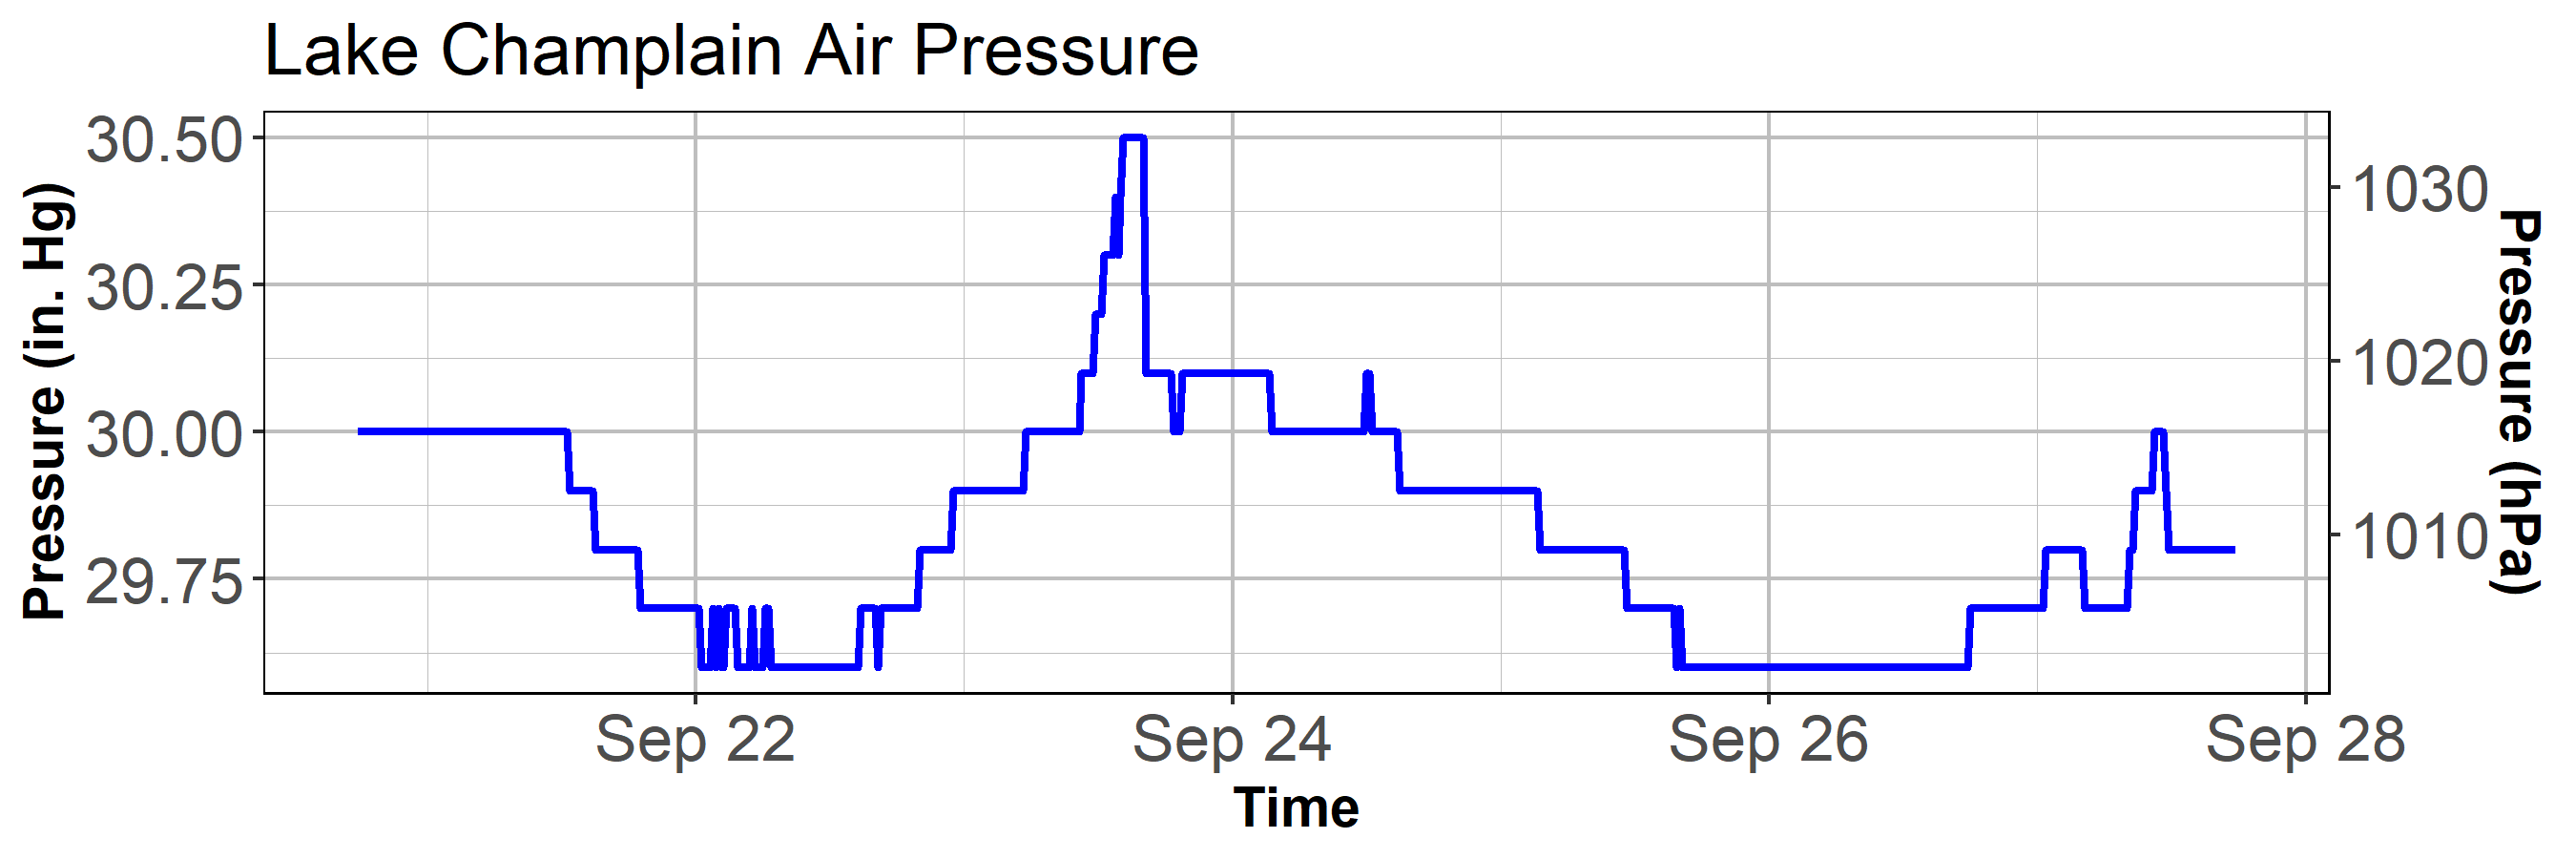 Lake Champlain Air Pressure
Pressure (in. Hg)
30.50
30.25
30.00
29.75
1030
1020
1010
Pressure (hPa)
Sep 22
Sep 24
Sep 26
Sep 28
Time